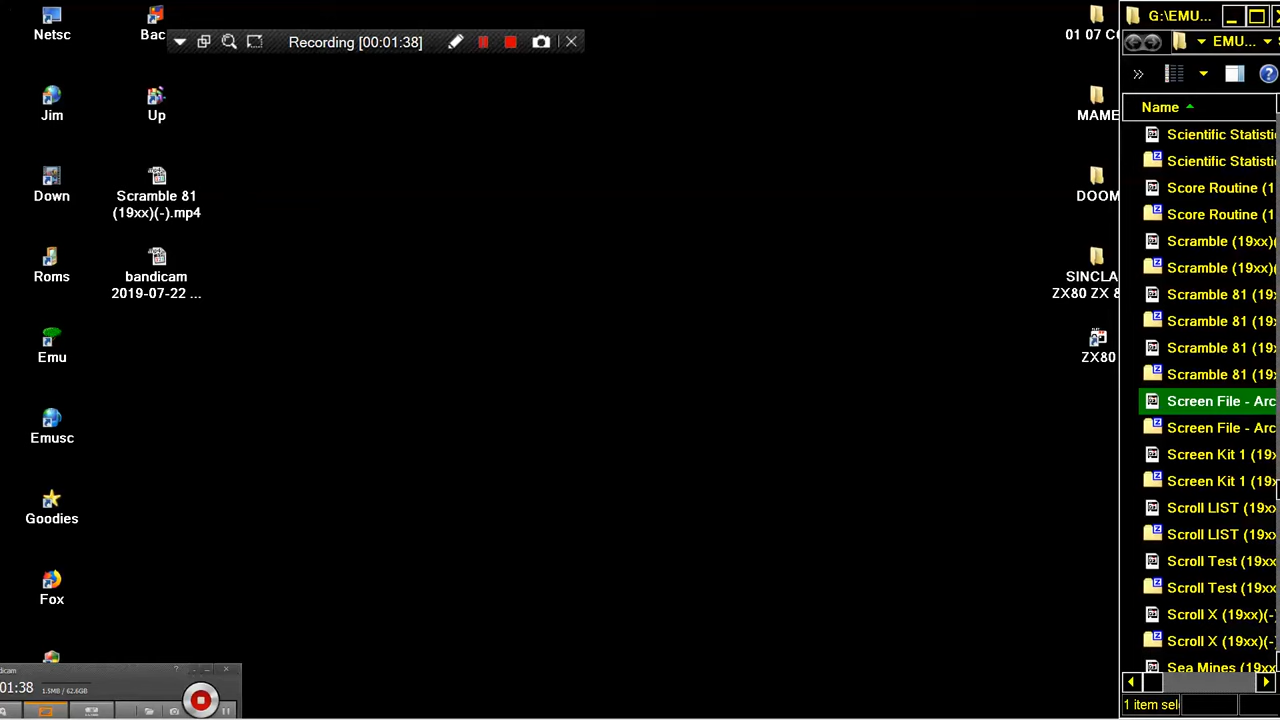 Netsc
Bac
Recording [00:01:38]
01 07 C
G:\EMU...
EMU...
Jim
Up
MAME
Name
Down
Scramble 81
(19xx)(-).mp4
DOOM
Roms
bandicam
2019-07-22 ...
SINCLA
ZX80 ZX 8
Emu
ZX80
Emusc
Goodies
Fox
Scientific Statisti
Scientific Statisti
Score Routine (1
Score Routine (1
Scramble (19xx)(
Scramble (19xx)(
Scramble 81 (19
Scramble 81 (19
Scramble 81 (19
Scramble 81 (19
Screen File - Arc
Screen File - Arc
Screen Kit 1 (19
Screen Kit 1 (19
Scroll LIST (19xx
Scroll LIST (19xx
Scroll Test (19xx
Scroll Test (19xx
Scroll X (19xx)(-
Scroll X (19xx)(-
Sea Mines (19xx
1 item sel
dicam
01:38
1.5MB / 62.6GB